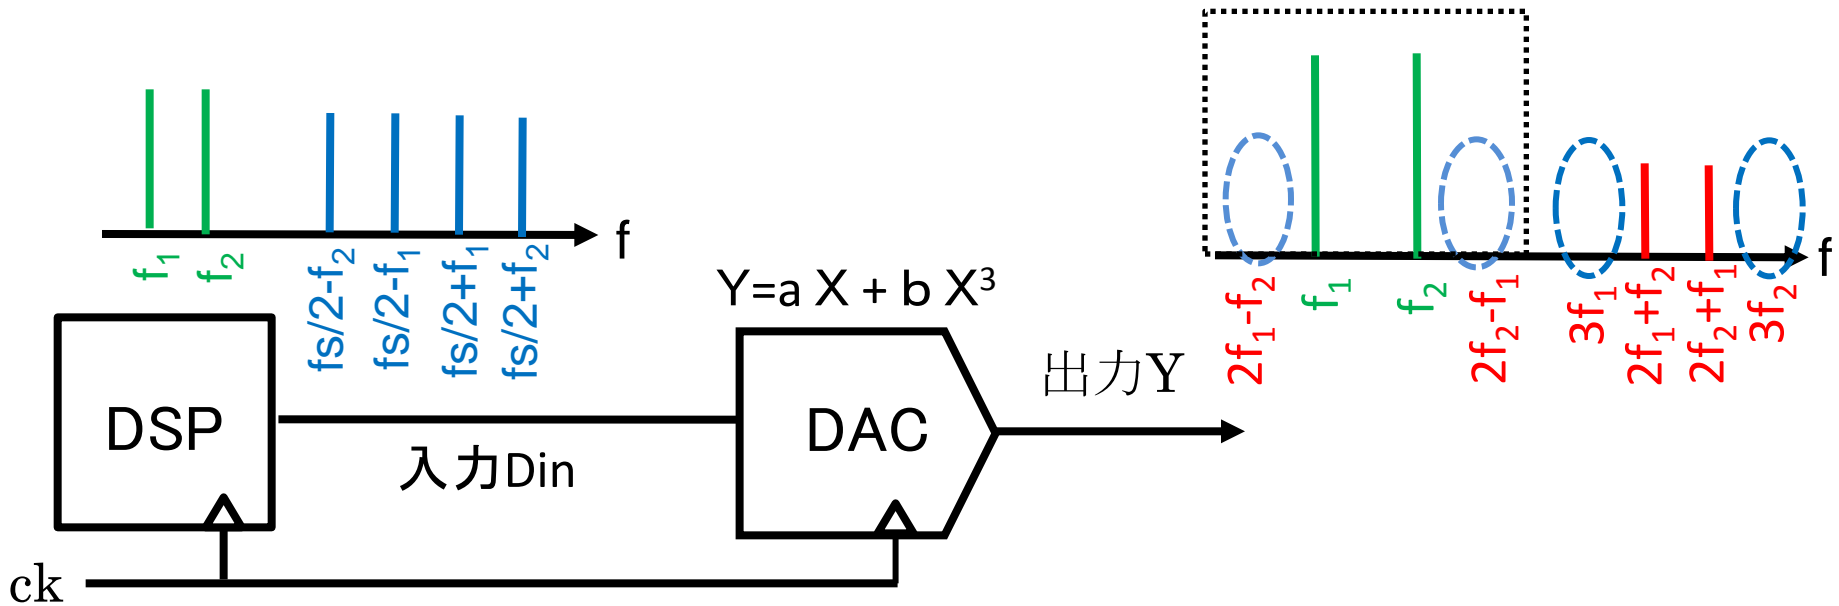 f
f₁
f₂
fs/2-f₂
fs/2-f₁
fs/2+f₁
fs/2+f₂
DSP
入力Din
ck
Y=a X + b X³
DAC
出力Y
f
2f₁-f₂
f₁
f₂
2f₂-f₁
3f₁
2f₁+f₂
2f₂+f₁
3f₂